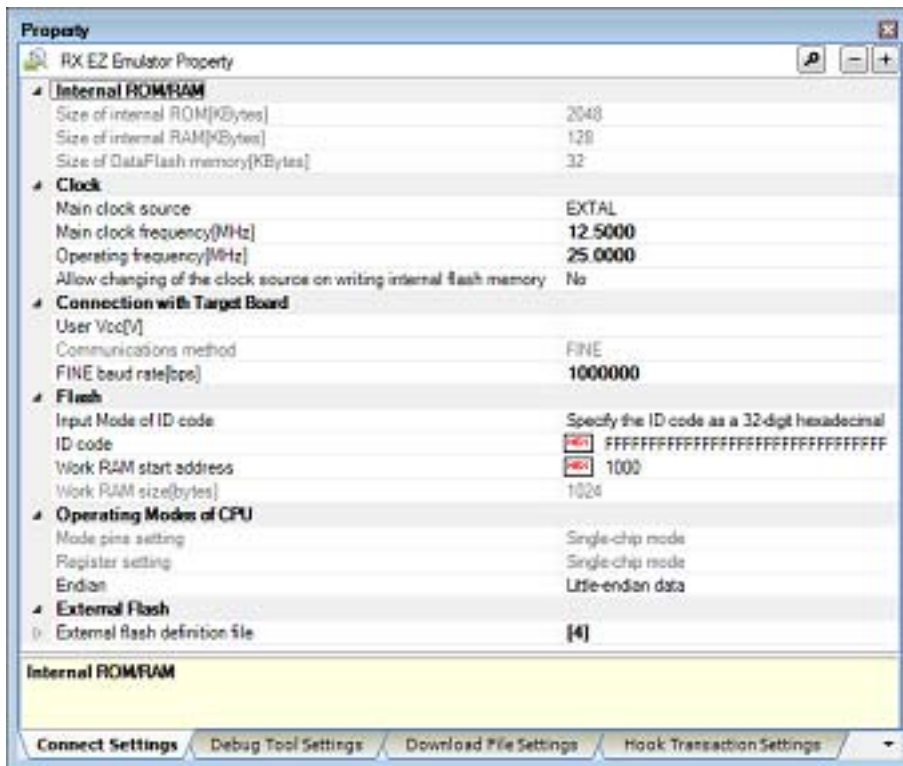 Property
RX EZ Emulator Property
Internal ROM/RAM
Size of internal ROM[KBytes] 2048
Size of internal RAM[KBytes] 128
Size of DataFlash memory[KBytes] 32
Clock
Main clock source EXTAL
Main clock frequency[MHz] 12.5000
Operating frequency[MHz] 25.0000
Allow changing of the clock source on writing internal flash memory No
Connection with Target Board
User Vcc[V]
Communications method FINE
FINE baud rate[bps] 1000000
Flash
Input Mode of ID code Specify the ID code as a 32-digit hexadecimal
ID code HEX FFFFFFFFFFFFFFFFFFFFFFFFFFFFFFFF
Work RAM start address HEX 1000
Work RAM size[bytes] 1024
Operating Modes of CPU
Mode pins setting Single-chip mode
Register setting Single-chip mode
Endian Little-endian data
External Flash
External flash definition file [4]
Internal ROM/RAM
Connect Settings Debug Tool Settings Download File Settings Hook Transaction Settings